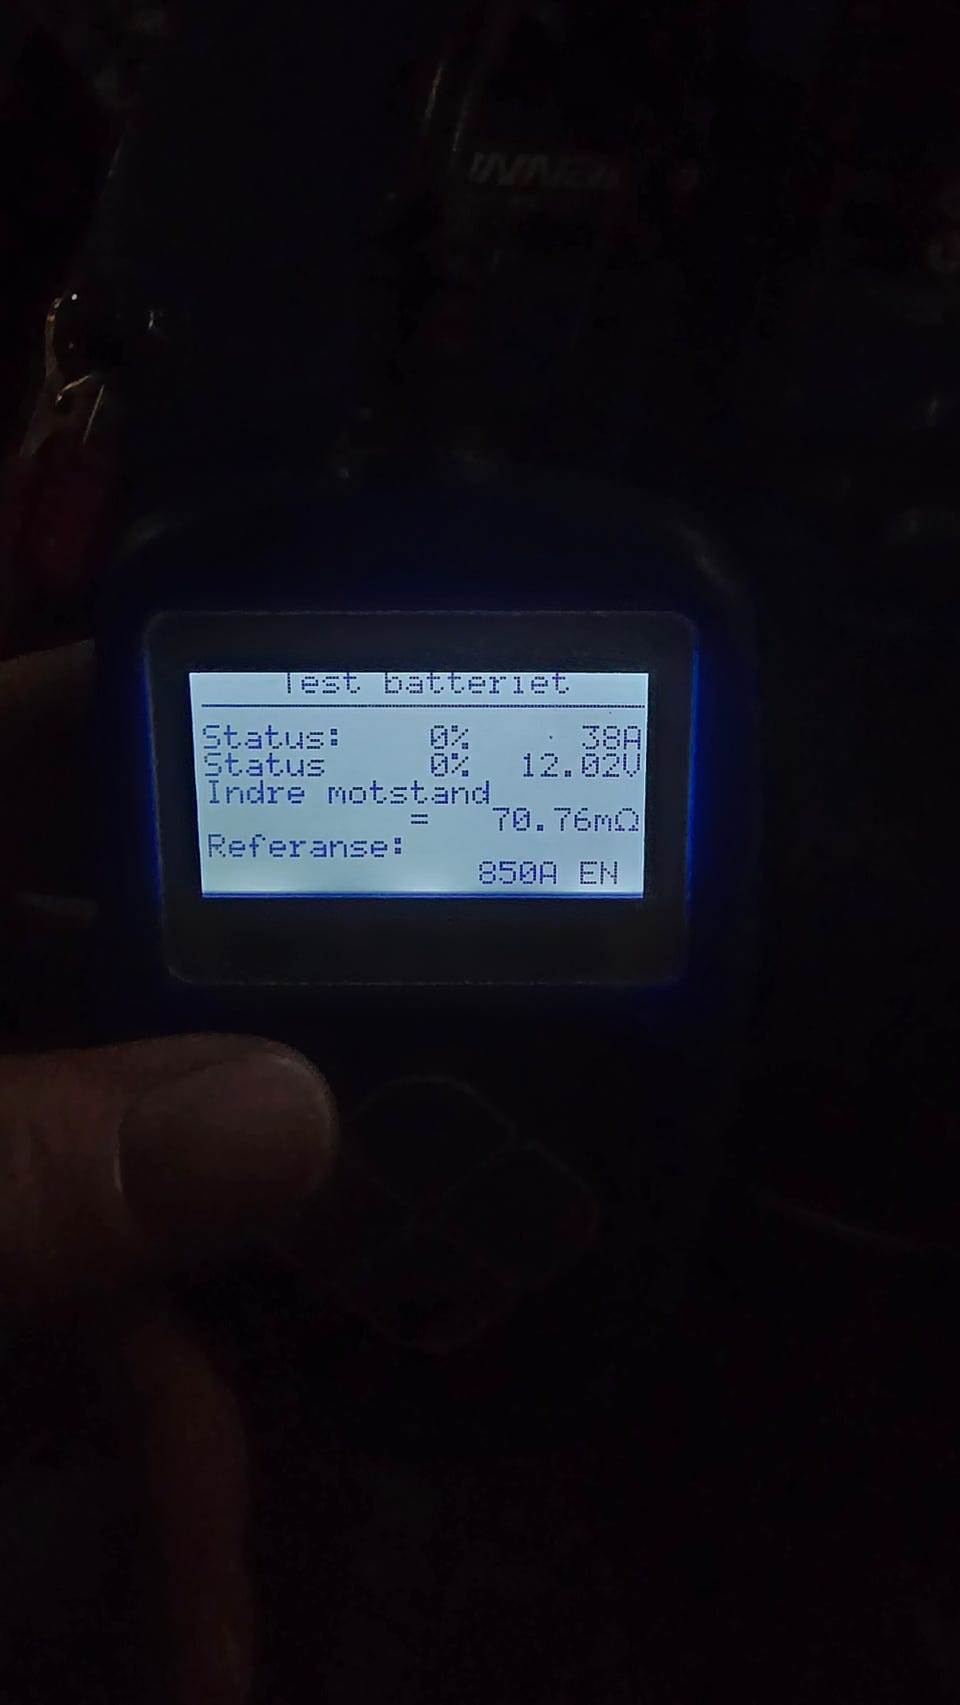 Test batteriet
Status: 0% 38A
Status 0% 12.02V
Indre motstand
= 70.76mΩ
Referanse:
850A EN